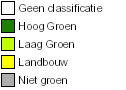 Geen classificatie
Hoog Groen
Laag Groen
Landbouw
Niet groen